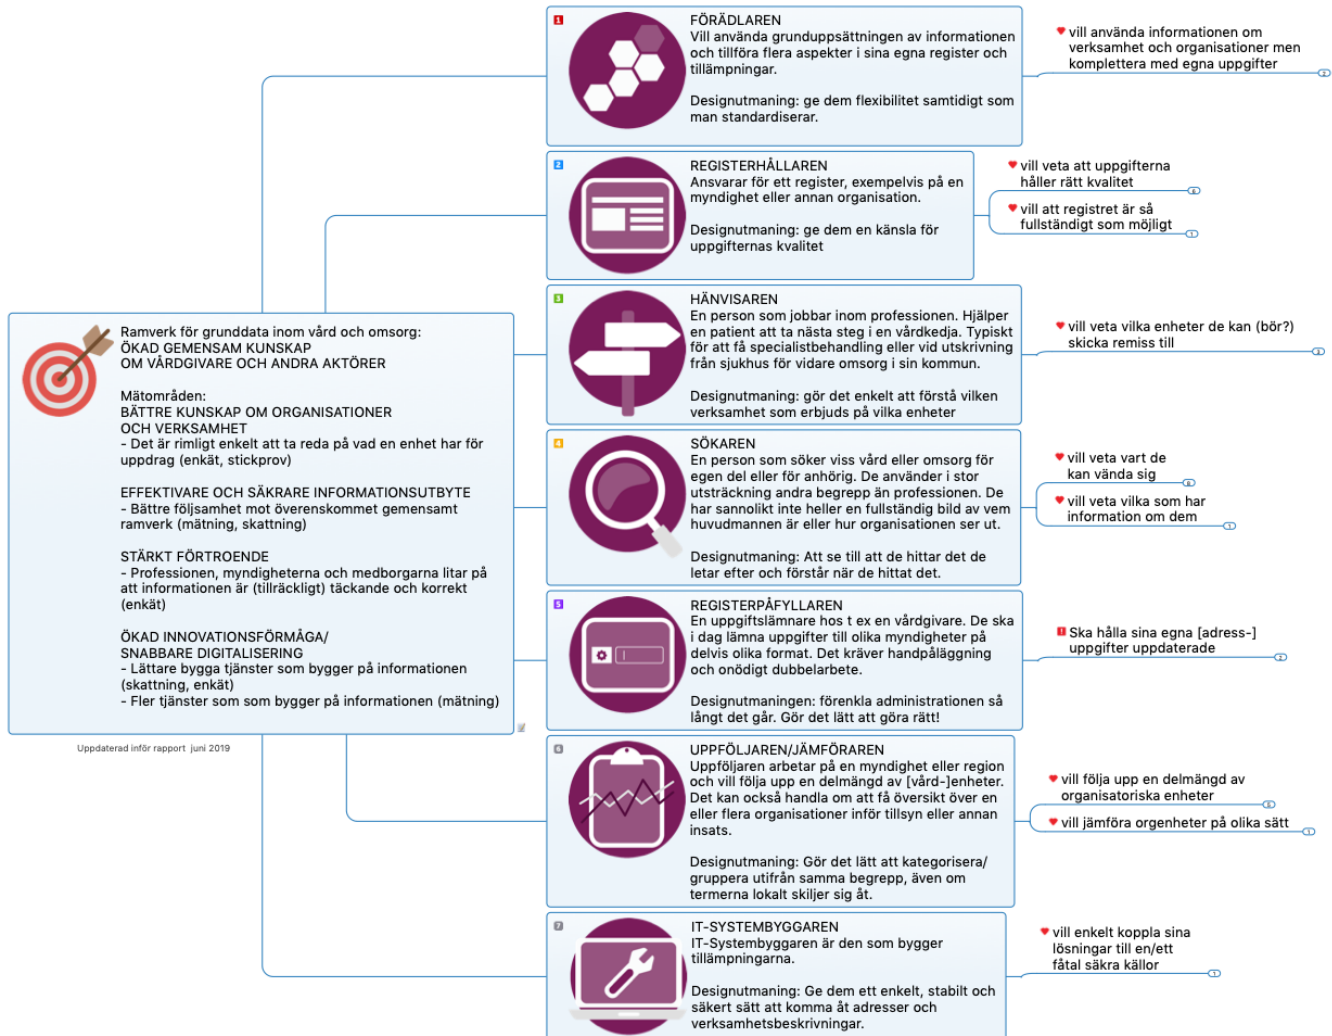 Ramverk för grunddata inom vård och omsorg:
ÖKAD GEMENSAM KUNSKAP
OM VÅRDGIVARE OCH ANDRA AKTÖRER
Mätområden:
BÄTTRE KUNSKAP OM ORGANISATIONER
OCH VERKSAMHET
- Det är rimligt enkelt att ta reda på vad en enhet har för
uppdrag (enkät, stickprov)
EFFEKTIVARE OCH SÄKRARE INFORMATIONSUTBYTE
- Bättre följsamhet mot överenskommet gemensamt
ramverk (mätning, skattning)
STÄRKT FÖRTROENDE
- Professionen, myndigheterna och medborgarna litar på
att informationen är (tillräckligt) täckande och korrekt
(enkät)
ÖKAD INNOVATIONSFÖRMÅGA/
SNABBARE DIGITALISERING
- Lättare bygga tjänster som bygger på informationen
(skattning, enkät)
- Fler tjänster som som bygger på informationen (mätning)
Uppdaterad inför rapport juni 2019
1
FÖRÄDLAREN
Vill använda grunduppsättningen av informationen
och tillföra flera aspekter i sina egna register och
tillämpningar.
Designutmaning: ge dem flexibilitet samtidigt som
man standardiserar.
vill använda informationen om
verksamhet och organisationer men
komplettera med egna uppgifter
2
2
REGISTERHÅLLAREN
Ansvarar för ett register, exempelvis på en
myndighet eller annan organisation.
Designutmaning: ge dem en känsla för
uppgifternas kvalitet
vill veta att uppgifterna
håller rätt kvalitet
vill att registret är så
fullständigt som möjligt
1
3
HÄNVISAREN
En person som jobbar inom professionen. Hjälper
en patient att ta nästa steg i en vårdkedja. Typiskt
för att få specialistbehandling eller vid utskrivning
från sjukhus för vidare omsorg i sin kommun.
Designutmaning: gör det enkelt att förstå vilken
verksamhet som erbjuds på vilka enheter
vill veta vilka enheter de kan (bör?)
skicka remiss till
4
SÖKAREN
En person som söker viss vård eller omsorg för
egen del eller för anhörig. De använder i stor
utsträckning andra begrepp än professionen. De
har sannolikt inte heller en fullständig bild av vem
huvudmannen är eller hur organisationen ser ut.
Designutmaning: Att se till att de hittar det de
letar efter och förstår när de hittat det.
vill veta vart de
kan vända sig
vill veta vilka som har
information om dem
1
5
REGISTERPÅFYLLAREN
En uppgiftslämnare hos t ex en vårdgivare. De ska
i dag lämna uppgifter till olika myndigheter på
delvis olika format. Det kräver handpåläggning
och onödigt dubbelarbete.
Designutmaningen: förenkla administrationen så
långt det går. Gör det lätt att göra rätt!
Ska hålla sina egna [adress-]
uppgifter uppdaterade
2
6
UPPFÖLJAREN/JÄMFÖRAREN
Uppföljaren arbetar på en myndighet eller region
och vill följa upp en delmängd av [vård-]enheter.
Det kan också handla om att få översikt över en
eller flera organisationer inför tillsyn eller annan
insats.
Designutmaning: Gör det lätt att kategorisera/
gruppera utifrån samma begrepp, även om
termerna lokalt skiljer sig åt.
vill följa upp en delmängd av
organisatoriska enheter
vill jämföra orgenheter på olika sätt
1
7
IT-SYSTEMBYGGAREN
IT-Systembyggaren är den som bygger
tillämpningarna.
Designutmaning: Ge dem ett enkelt, stabilt och
säkert sätt att komma åt adresser och
verksamhetsbeskrivningar.
vill enkelt koppla sina
lösningar till en/ett
fåtal säkra källor
1